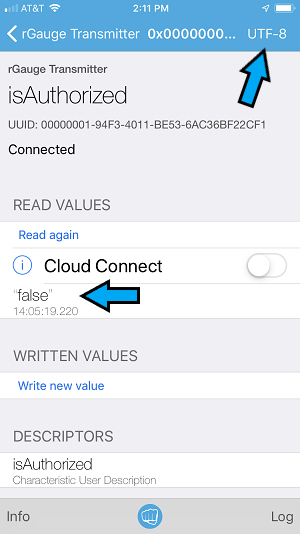 AT&T 2:11 PM
rGauge Transmitter 0x0000000... UTF-8
rGauge Transmitter
isAuthorized
UUID: 00000001-94F3-4011-BE53-6AC36BF22CF1
Connected
READ VALUES
Read again
i Cloud Connect
"false"
14:05:19.220
WRITTEN VALUES
Write new value
DESCRIPTORS
isAuthorized
Characteristic User Description
Info Log